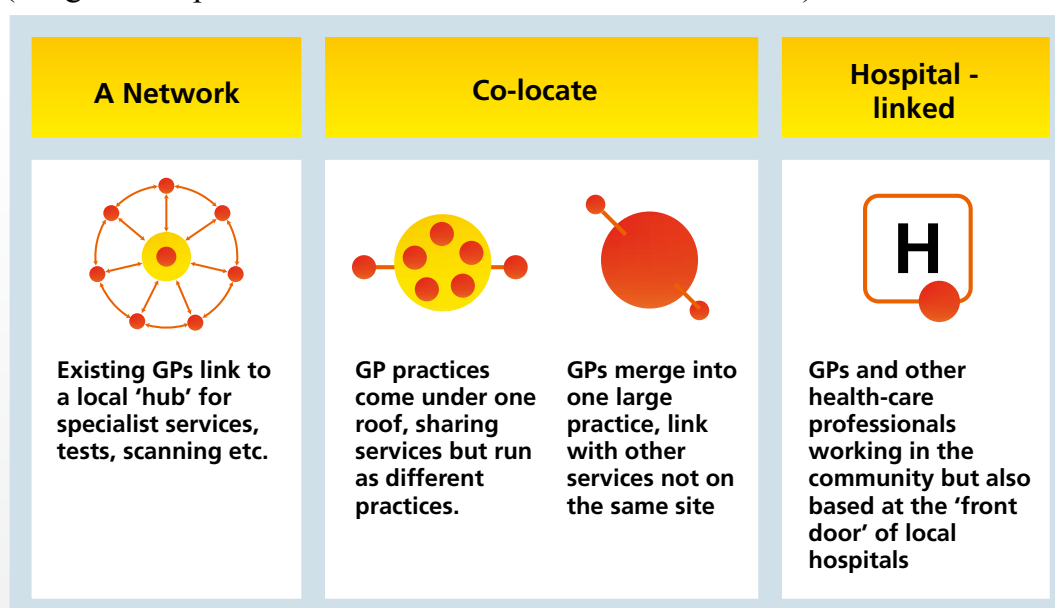 A Network
Existing GPs link to
a local ‘hub’ for
specialist services,
tests, scanning etc.
Co-locate
GP practices
come under one
roof, sharing
services but run
as different
practices.
GPs merge into
one large
practice, link
with other
services not on
the same site
Hospital -
linked
H
GPs and other
health-care
professionals
working in the
community but also
based at the ‘front
door’ of local
hospitals